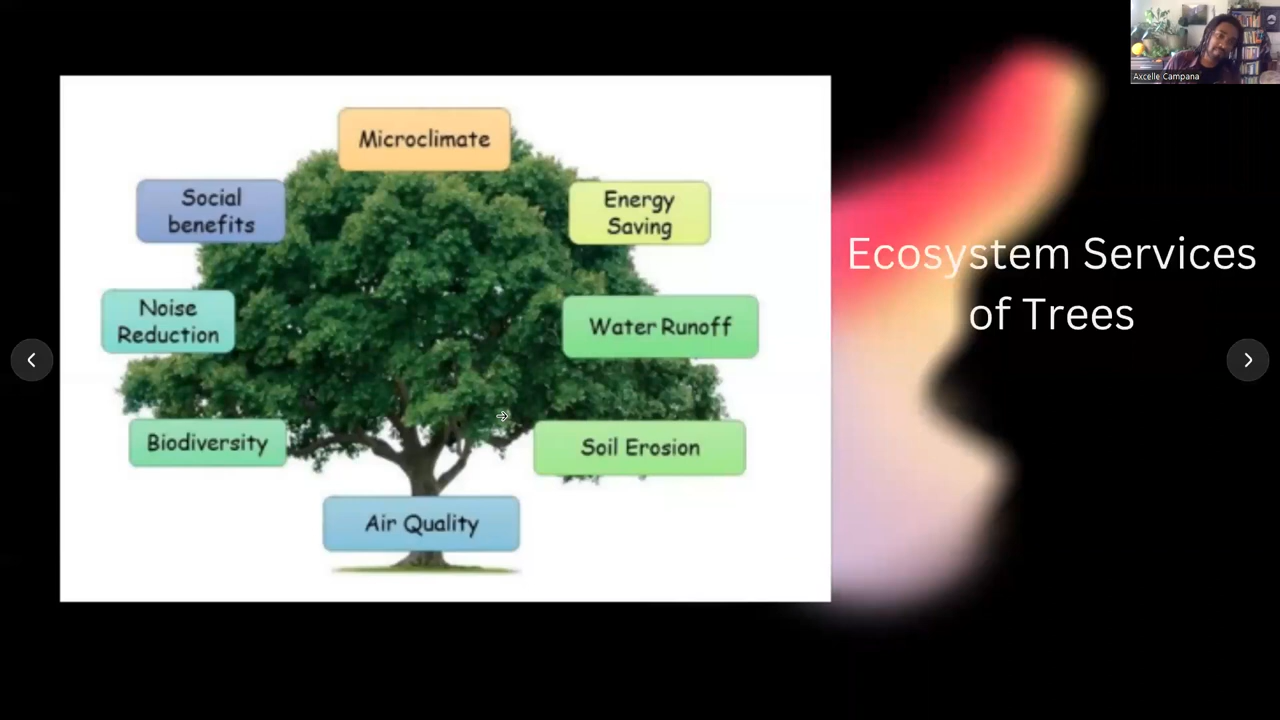 Axcelle Campana
Microclimate
Social
benefits
Energy
Saving
Noise
Reduction
Water Runoff
Biodiversity
Soil Erosion
Air Quality
Ecosystem Services
of Trees